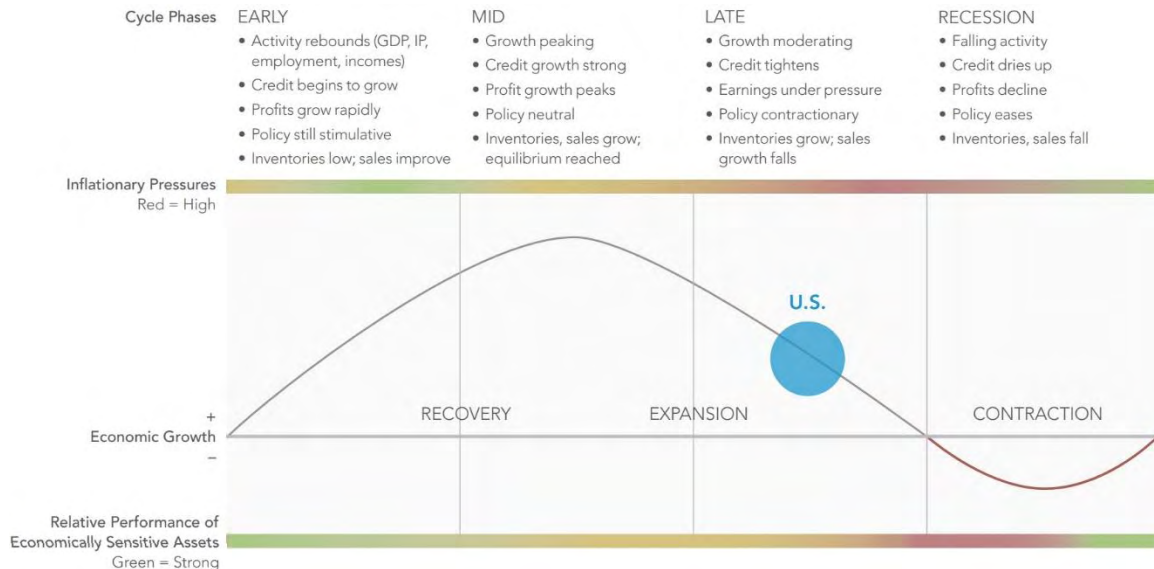 Cycle Phases
EARLY
• Activity rebounds (GDP, IP,
employment, incomes)
• Credit begins to grow
• Profits grow rapidly
• Policy still stimulative
• Inventories low; sales improve
MID
• Growth peaking
• Credit growth strong
• Profit growth peaks
• Policy neutral
• Inventories, sales grow;
equilibrium reached
LATE
• Growth moderating
• Credit tightens
• Earnings under pressure
• Policy contractionary
• Inventories grow; sales
growth falls
RECESSION
• Falling activity
• Credit dries up
• Profits decline
• Policy eases
• Inventories, sales fall
Inflationary Pressures
Red = High
U.S.
RECOVERY
EXPANSION
CONTRACTION
+
Economic Growth
–
Relative Performance of
Economically Sensitive Assets
Green = Strong